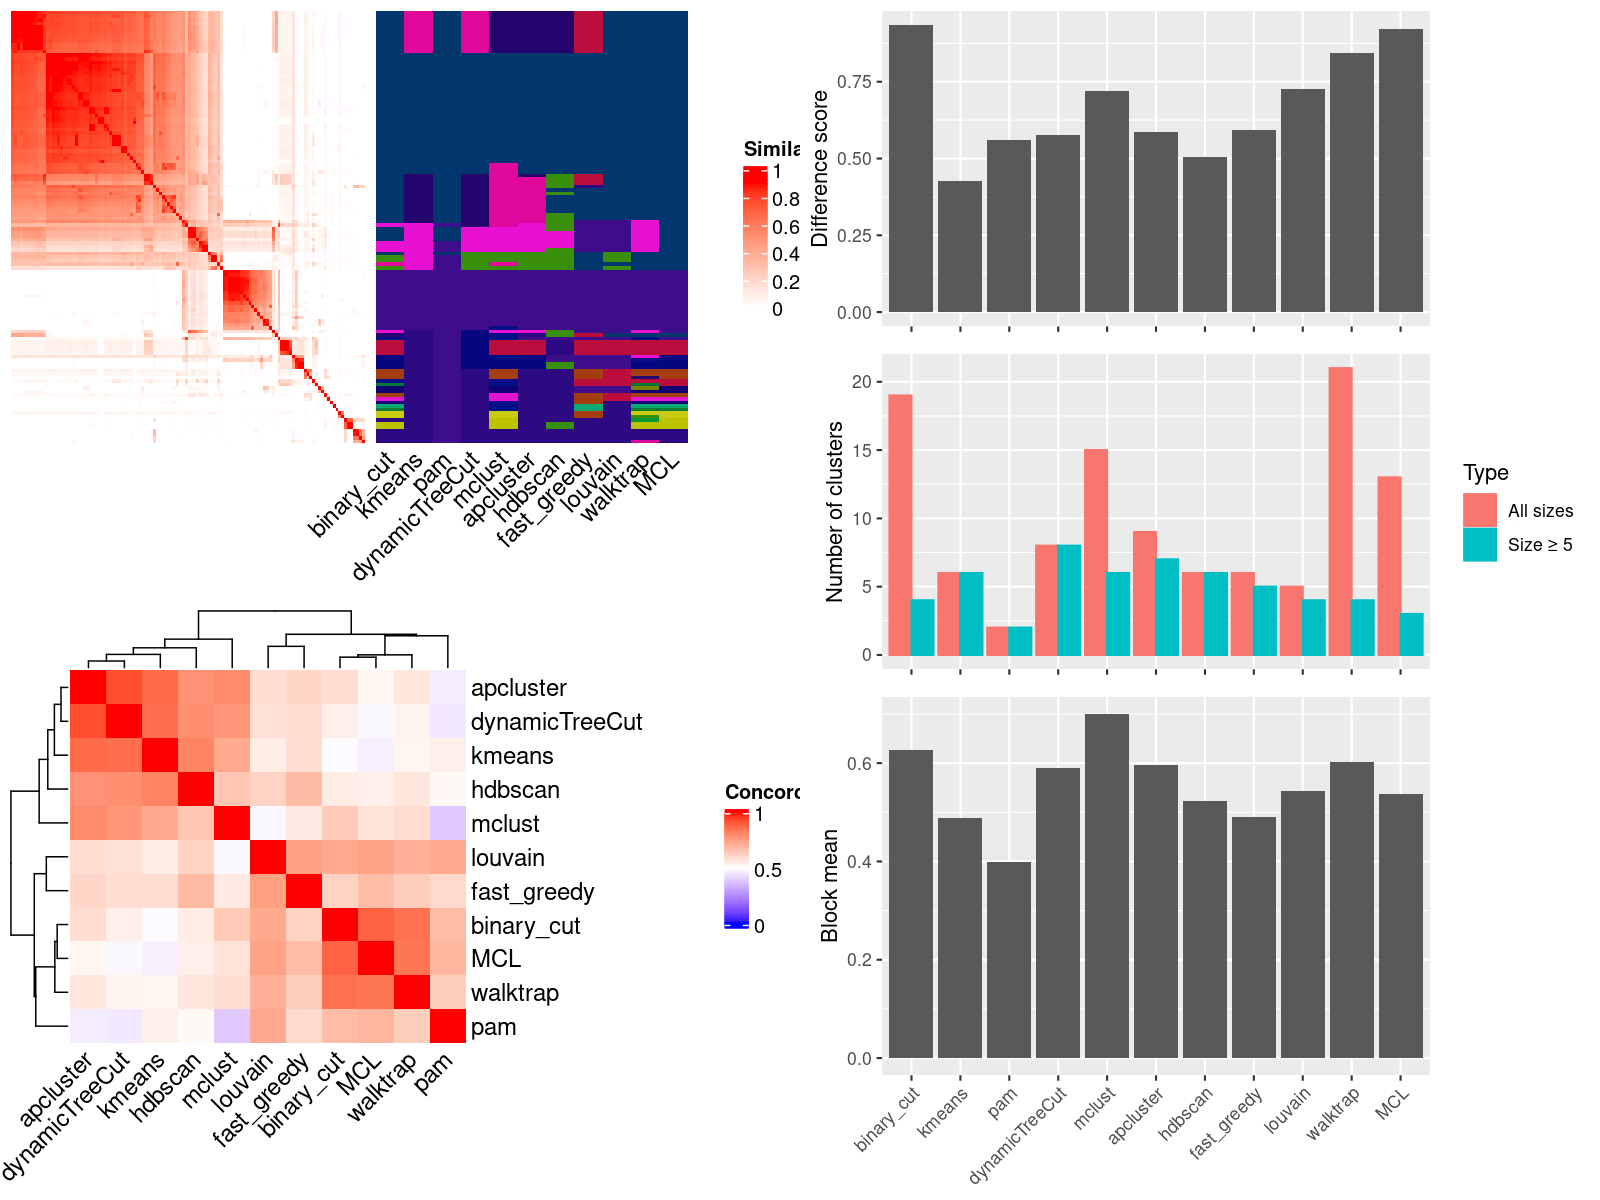 Simila
1
0.8
0.6
0.4
0.2
0
binary_cut
kmeans
pam
dynamicTreeCut
mclust
apcluster
hdbscan
fast_greedy
louvain
walktrap
MCL
apcluster
dynamicTreeCut
kmeans
hdbscan
mclust
louvain
fast_greedy
binary_cut
MCL
walktrap
pam
apcluster
dynamicTreeCut
kmeans
hdbscan
mclust
louvain
fast_greedy
binary_cut
MCL
walktrap
pam
Concord
1
0.5
0
Difference score
0.75
0.50
0.25
0.00
Number of clusters
20
15
10
5
0
Type
All sizes
Size ≥ 5
Block mean
0.6
0.4
0.2
0.0
binary_cut
kmeans
pam
dynamicTreeCut
mclust
apcluster
hdbscan
fast_greedy
louvain
walktrap
MCL